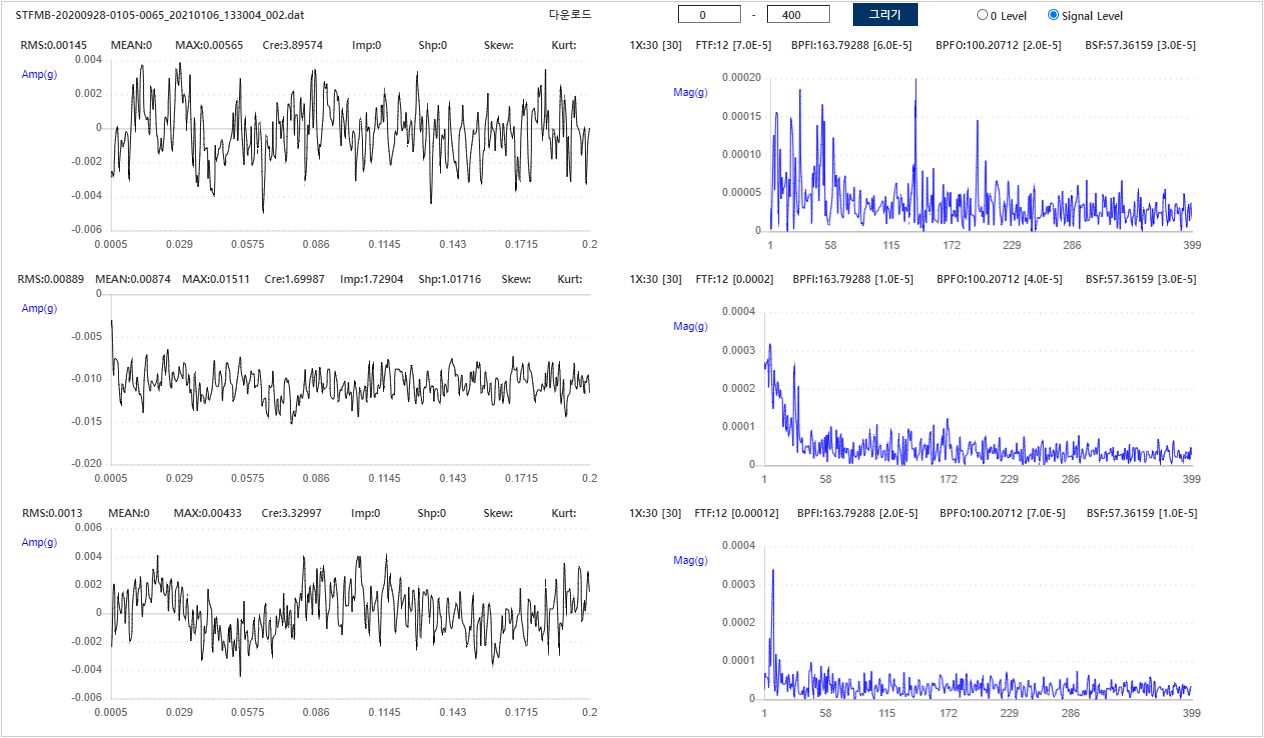 STFMB-20200928-0105-0065_20210106_133004_002.dat 다운로드 0 - 400 그리기 0 Level Signal Level
RMS:0.00145 MEAN:0 MAX:0.00565 Cre:3.89574 Imp:0 Shp:0 Skew: Kurt:
Amp(g)
0.004
0.002
0
-0.002
-0.004
-0.006
0.0005 0.029 0.0575 0.086 0.1145 0.143 0.1715 0.2
1X:30 [30] FTF:12 [7.0E-5] BPFI:163.79288 [6.0E-5] BPFO:100.20712 [2.0E-5] BSF:57.36159 [3.0E-5]
Mag(g)
0.00020
0.00015
0.00010
0.00005
0
1 58 115 172 229 286 399
RMS:0.00889 MEAN:0.00874 MAX:0.01511 Cre:1.69987 Imp:1.72904 Shp:1.01716 Skew: Kurt:
Amp(g)
0
-0.005
-0.010
-0.015
-0.020
0.0005 0.029 0.0575 0.086 0.1145 0.143 0.1715 0.2
1X:30 [30] FTF:12 [0.0002] BPFI:163.79288 [1.0E-5] BPFO:100.20712 [4.0E-5] BSF:57.36159 [3.0E-5]
Mag(g)
0.0004
0.0003
0.0002
0.0001
0
1 58 115 172 229 286 399
RMS:0.0013 MEAN:0 MAX:0.00433 Cre:3.32997 Imp:0 Shp:0 Skew: Kurt:
Amp(g)
0.006
0.004
0.002
0
-0.002
-0.004
-0.006
0.0005 0.029 0.0575 0.086 0.1145 0.143 0.1715 0.2
1X:30 [30] FTF:12 [0.00012] BPFI:163.79288 [2.0E-5] BPFO:100.20712 [7.0E-5] BSF:57.36159 [1.0E-5]
Mag(g)
0.0004
0.0003
0.0002
0.0001
0
1 58 115 172 229 286 399